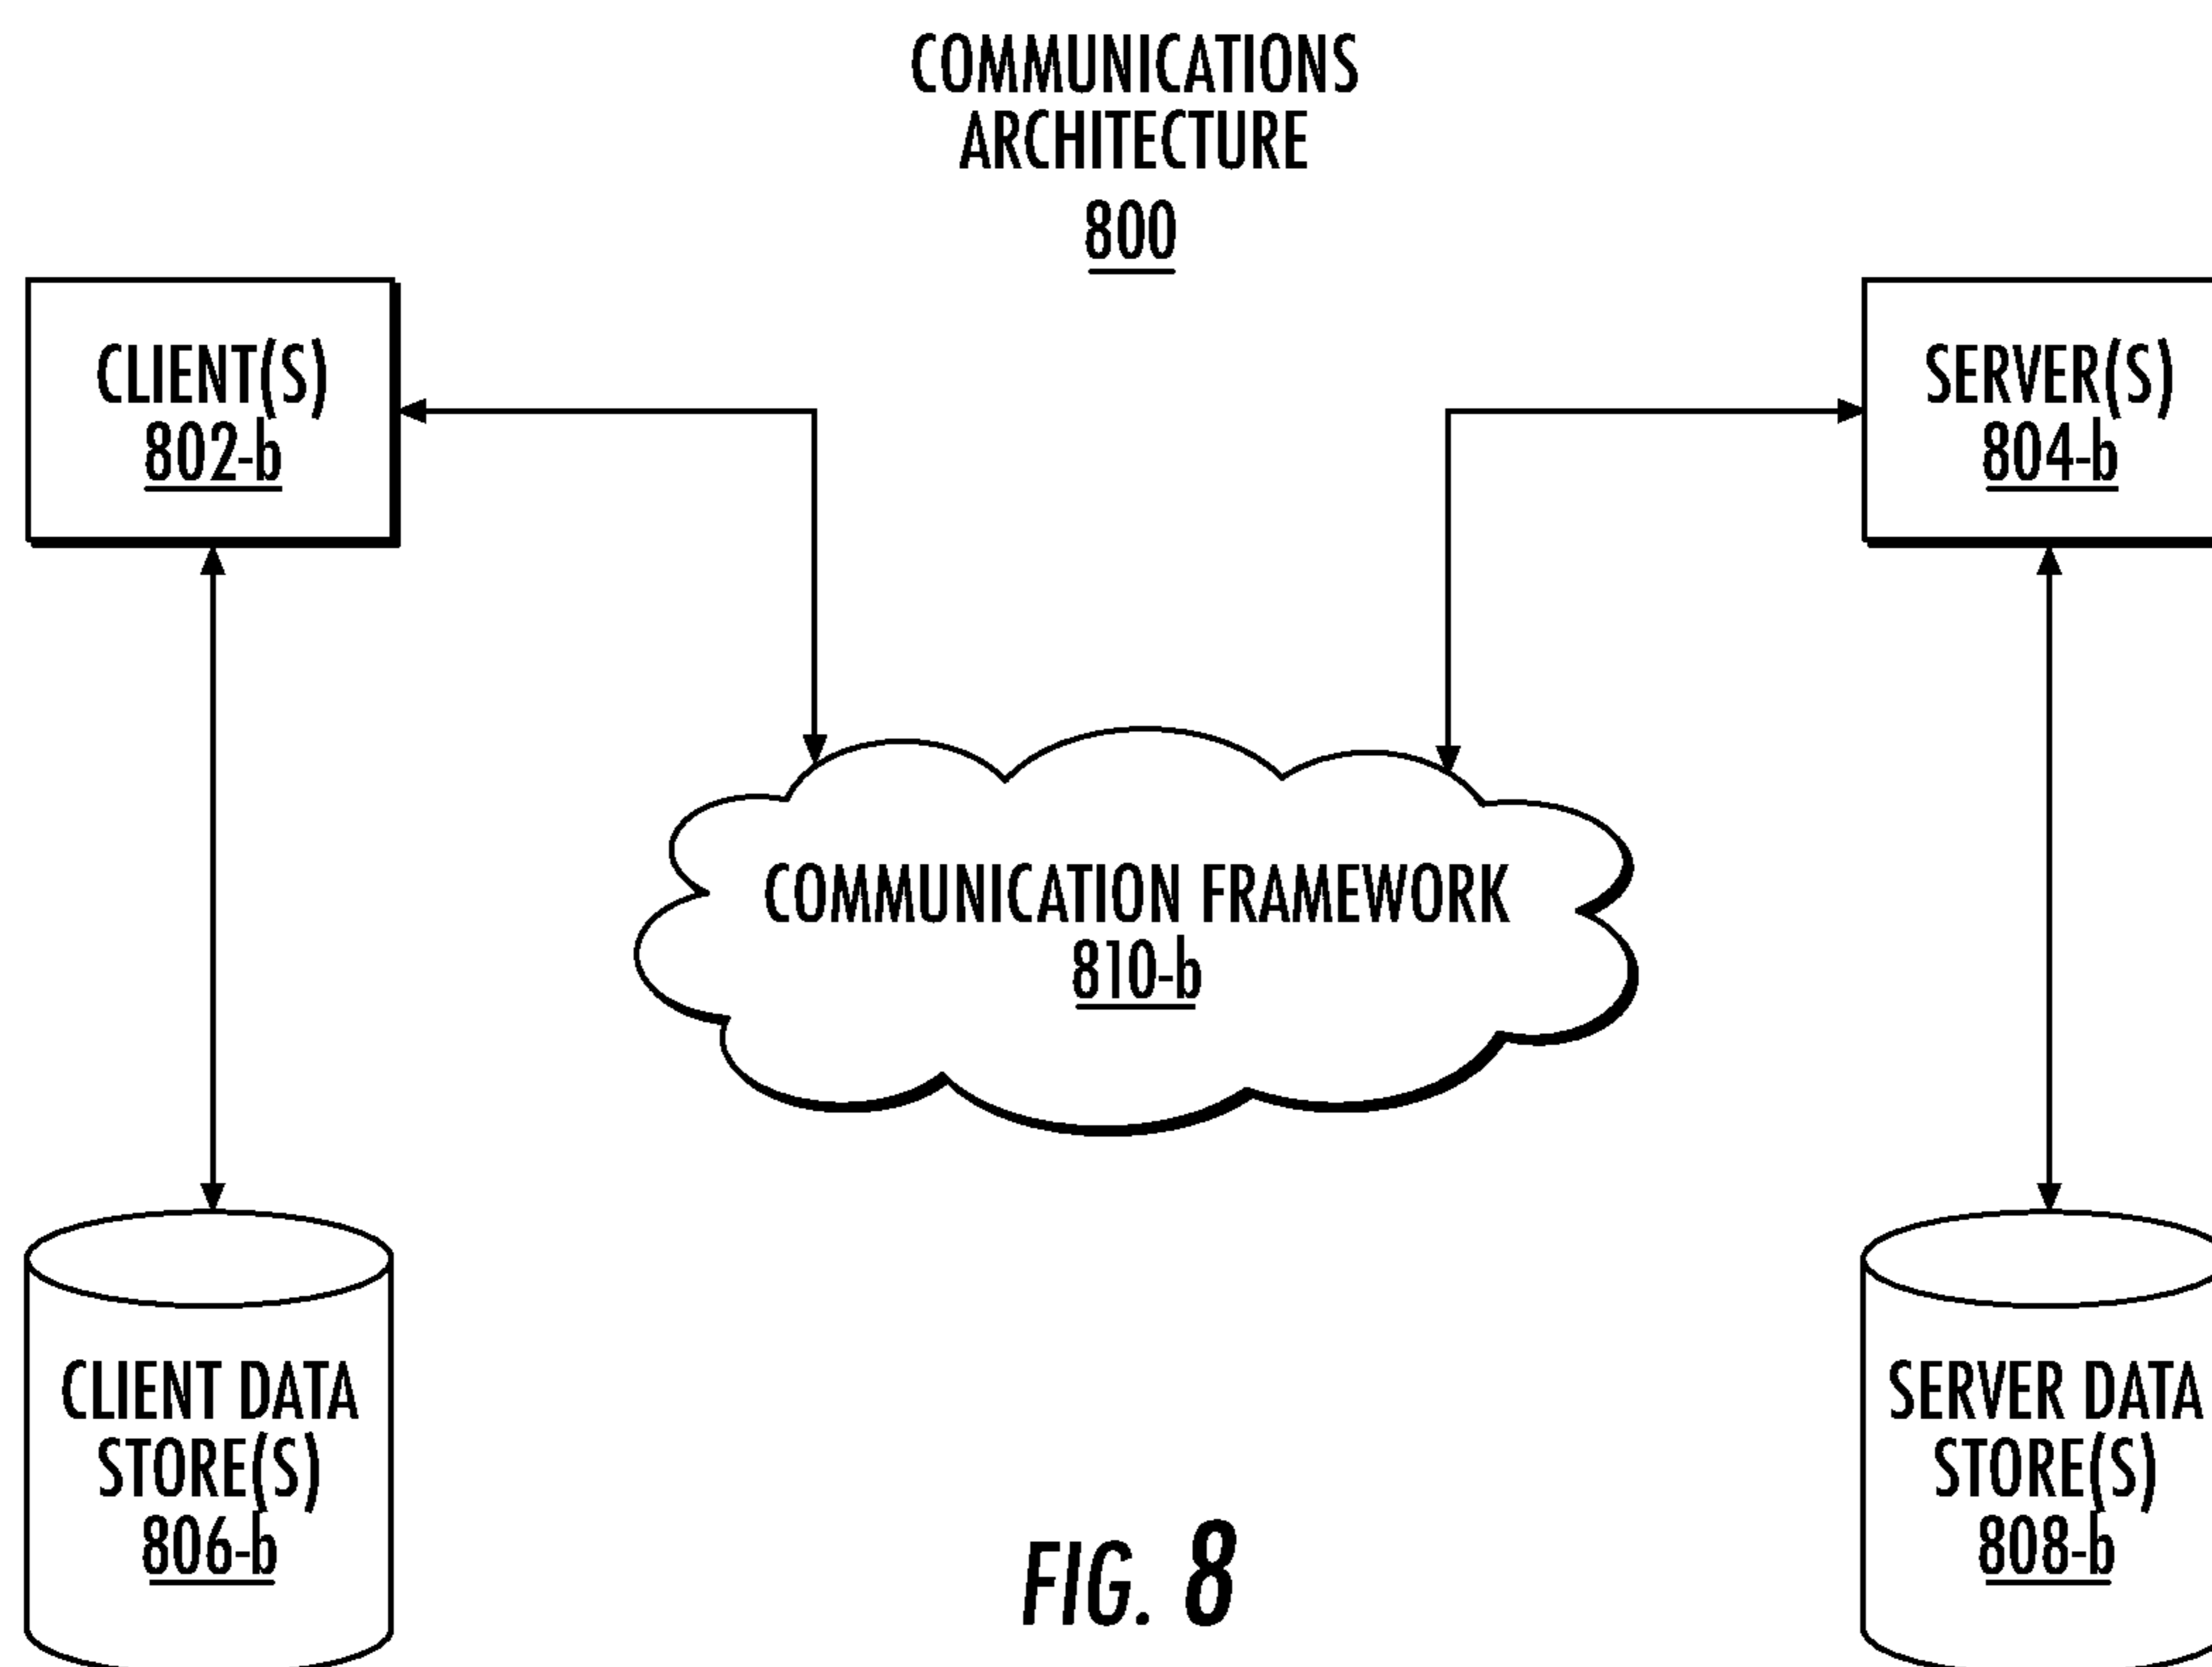 COMMUNICATIONS
ARCHITECTURE
800
CLIENT(S)
802-b
SERVER(S)
804-b
COMMUNICATION FRAMEWORK
810-b
CLIENT DATA
STORE(S)
806-b
SERVER DATA
STORE(S)
808-b
FIG. 8